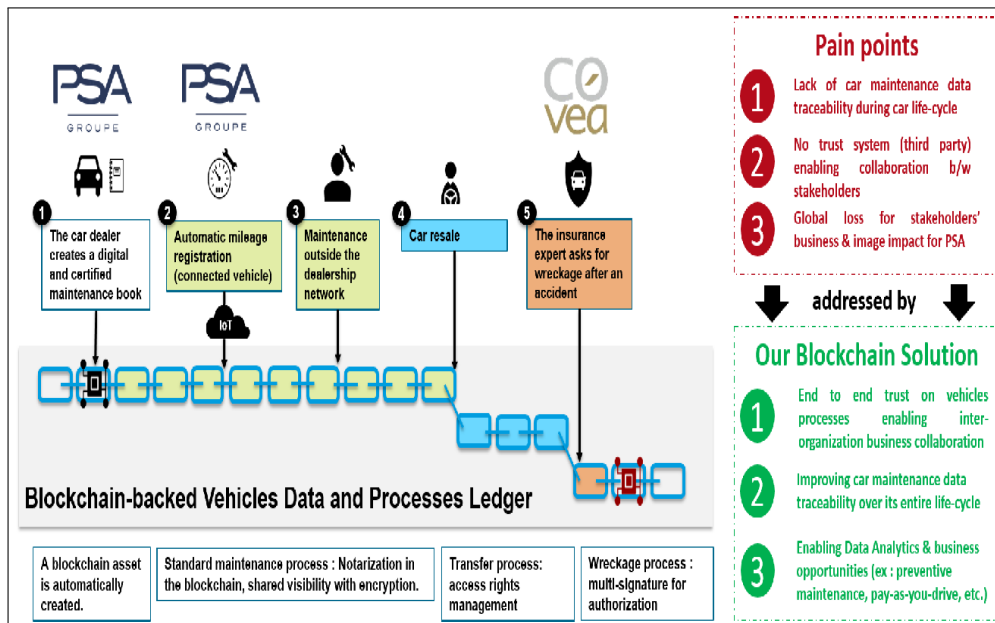 PSA
GROUPE
PSA
GROUPE
CO
vea
1
The car dealer
creates a digital
and certified
maintenance book
2
Automatic mileage
registration
(connected vehicle)
3
Maintenance
outside the
dealership
network
4
Car resale
5
The insurance
expert asks for
wreckage after an
accident
IoT
Blockchain-backed Vehicles Data and Processes Ledger
A blockchain asset
is automatically
created.
Standard maintenance process : Notarization in
the blockchain, shared visibility with encryption.
Transfer process:
access rights
management
Wreckage process :
multi-signature for
authorization
Pain points
1
Lack of car maintenance data
traceability during car life-cycle
2
No trust system (third party)
enabling collaboration b/w
stakeholders
3
Global loss for stakeholders’
business & image impact for PSA
addressed by
Our Blockchain Solution
1
End to end trust on vehicles
processes enabling inter-
organization business collaboration
2
Improving car maintenance data
traceability over its entire life-cycle
3
Enabling Data Analytics & business
opportunities (ex : preventive
maintenance, pay-as-you-drive, etc.)